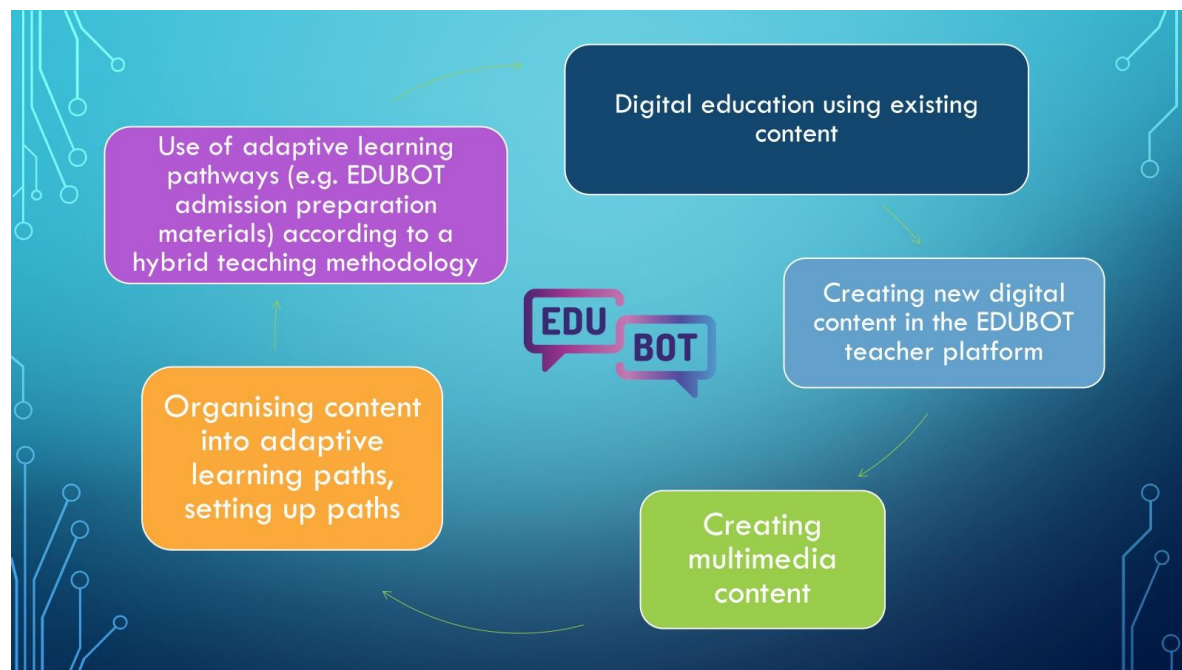 Digital education using existing
content
Use of adaptive learning
pathways (e.g. EDUBOT
admission preparation
materials) according to a
hybrid teaching methodology
Creating new digital
content in the EDUBOT
teacher platform
EDU
BOT
Organising content
into adaptive
learning paths,
setting up paths
Creating
multimedia
content